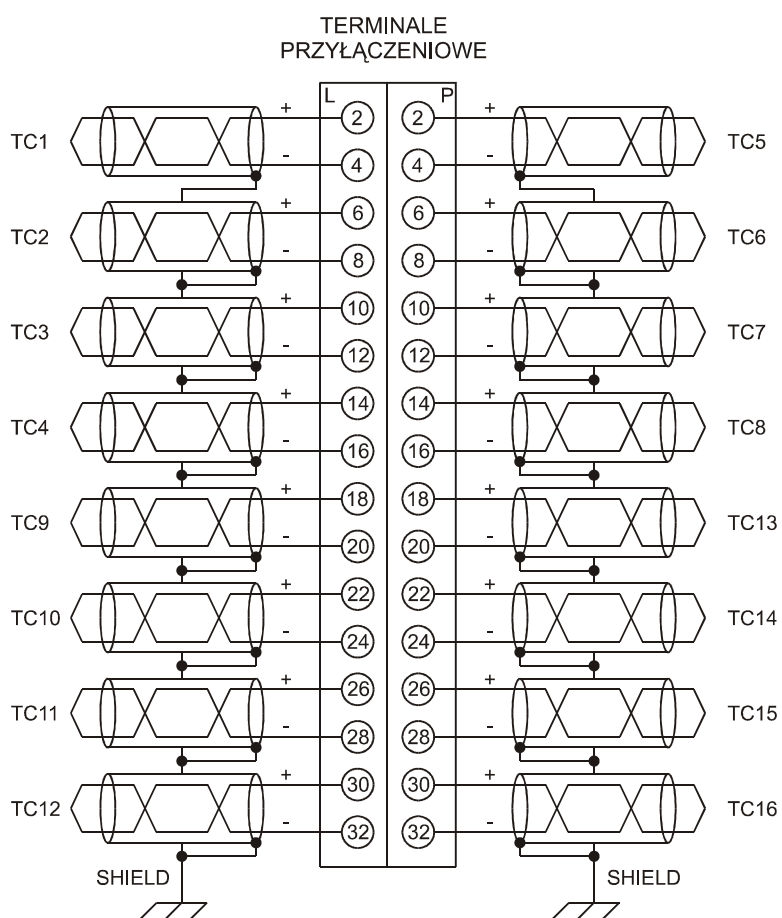 TERMINALE
PRZYŁĄCZENIOWE
L P
TC1 + 2 2 + TC5
- 4 4 -
TC2 + 6 6 + TC6
- 8 8 -
TC3 + 10 10 + TC7
- 12 12 -
TC4 + 14 14 + TC8
- 16 16 -
TC9 + 18 18 + TC13
- 20 20 -
TC10 + 22 22 + TC14
- 24 24 -
TC11 + 26 26 + TC15
- 28 28 -
TC12 + 30 30 + TC16
- 32 32 -
SHIELD SHIELD